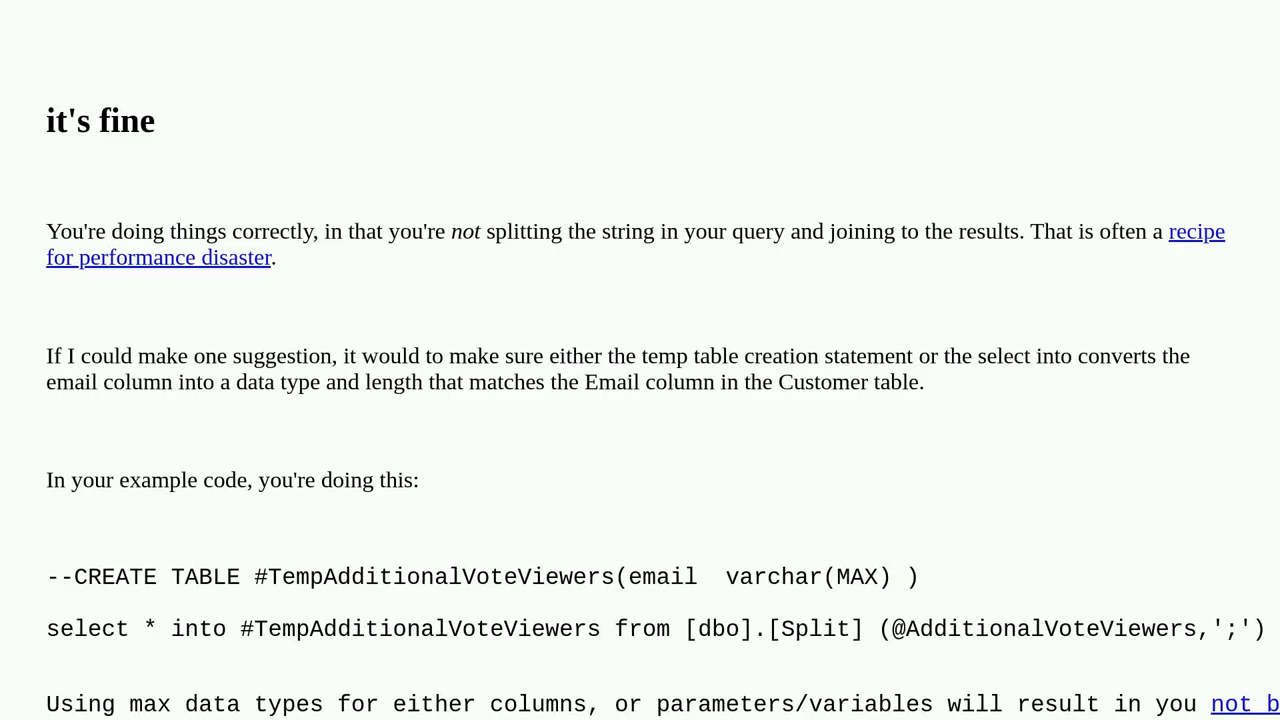 it's fine
You're doing things correctly, in that you're not splitting the string in your query and joining to the results. That is often a recipe
for performance disaster.
If I could make one suggestion, it would to make sure either the temp table creation statement or the select into converts the
email column into a data type and length that matches the Email column in the Customer table.
In your example code, you're doing this:
--CREATE TABLE #TempAdditionalVoteViewers(email  varchar(MAX) )
select * into #TempAdditionalVoteViewers from [dbo].[Split] (@AdditionalVoteViewers,';')
Using max data types for either columns, or parameters/variables will result in you not